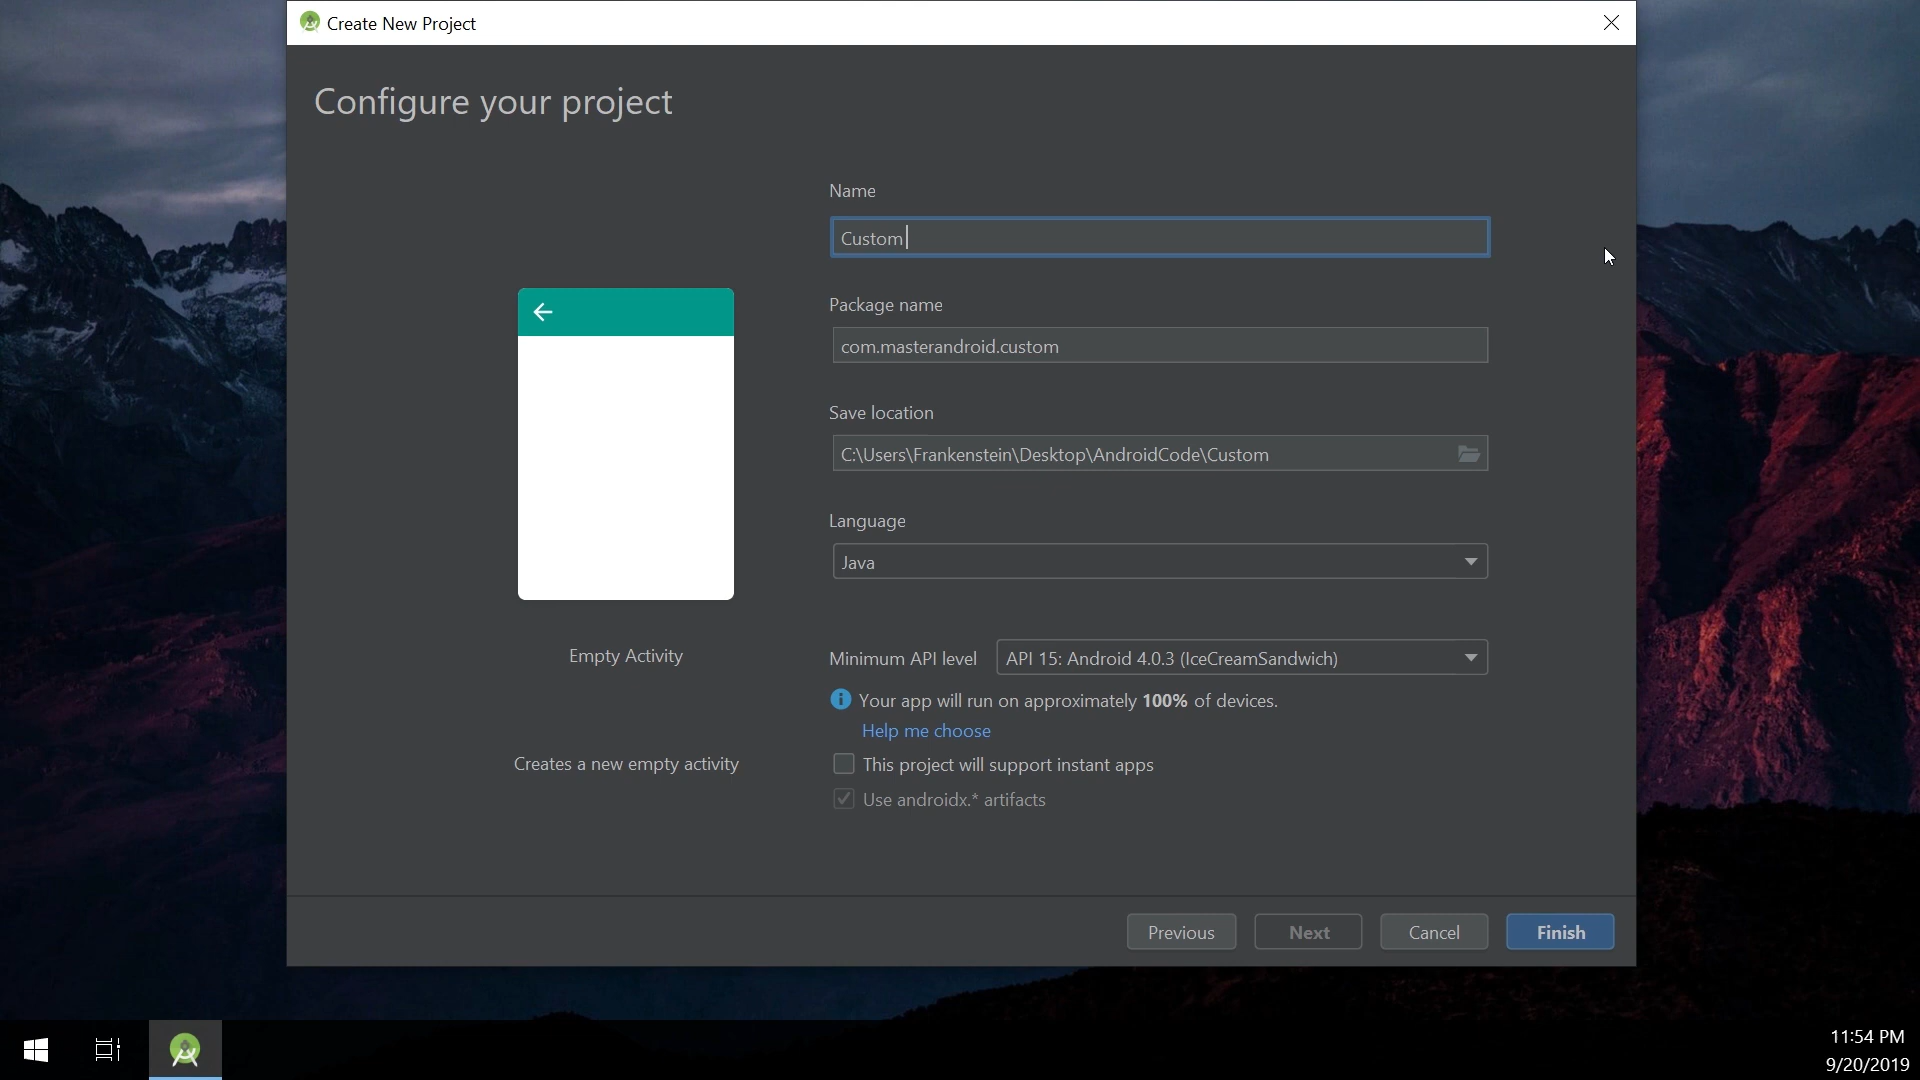 Create New Project
Configure your project
Name
Custom
Package name
com.masterandroid.custom
Save location
C:\Users\Frankenstein\Desktop\AndroidCode\Custom
Language
Java
Empty Activity
Minimum API level API 15: Android 4.0.3 (IceCreamSandwich)
Your app will run on approximately 100% of devices.
Help me choose
Creates a new empty activity
This project will support instant apps
Use androidx.* artifacts
Previous Next Cancel Finish
11:54 PM
9/20/2019